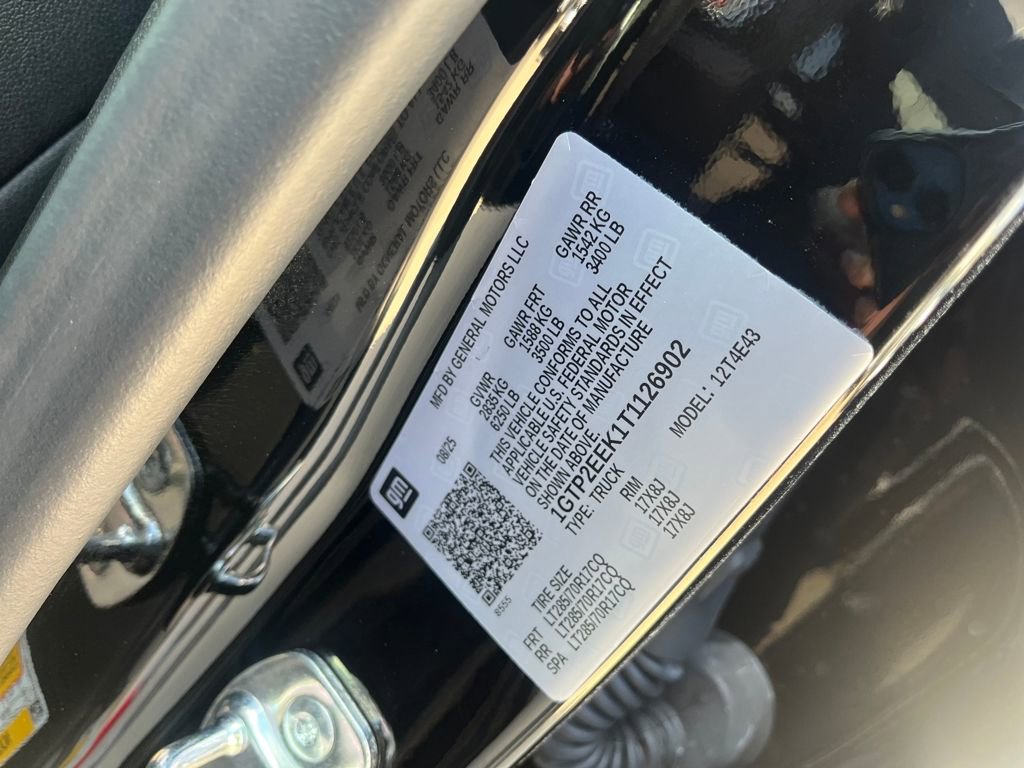 gm
08/25 MFD BY GENERAL MOTORS LLC
GVWR GAWR FRT GAWR RR
2835 KG 1588 KG 1542 KG
6250 LB 3500 LB 3400 LB
THIS VEHICLE CONFORMS TO ALL
APPLICABLE U.S. FEDERAL MOTOR
VEHICLE SAFETY STANDARDS IN EFFECT
ON THE DATE OF MANUFACTURE
SHOWN ABOVE.
1GTP2EEK1T1126902
TYPE: TRUCK MODEL: 12T4E43
8555
TIRE SIZE RIM
FRT LT285/70R17CQ 17X8J
RR LT285/70R17CQ 17X8J
SPA LT285/70R17CQ 17X8J